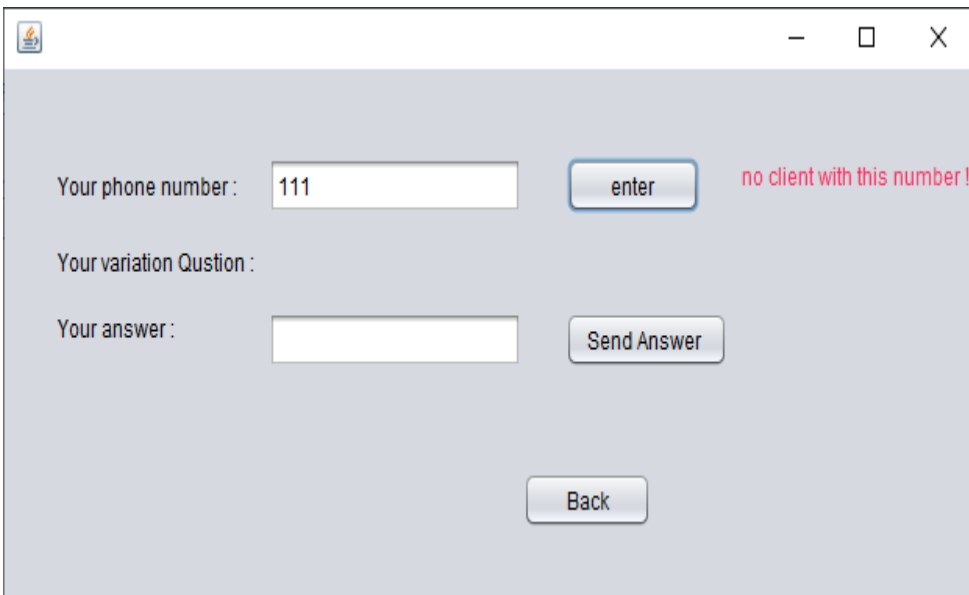 Your phone number : 111 enter no client with this number !
Your variation Qustion :
Your answer : Send Answer
Back